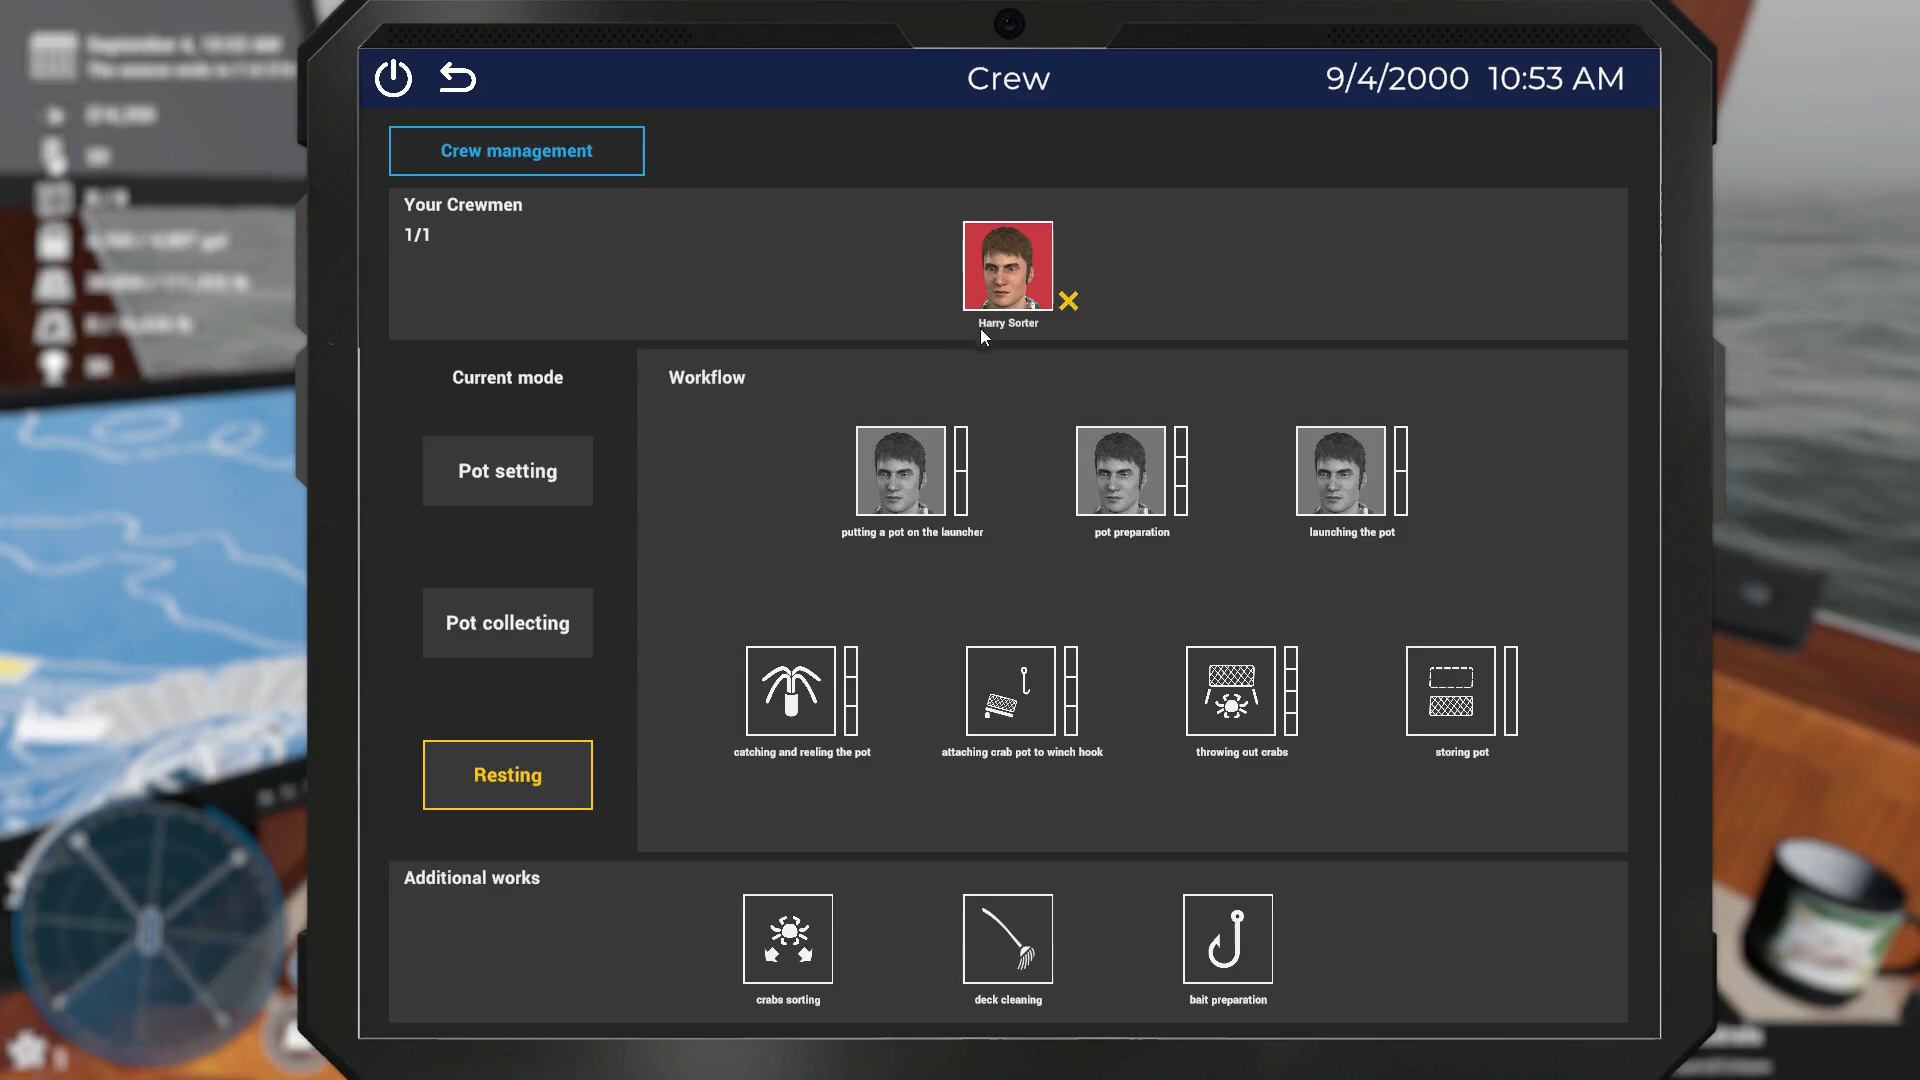 Crew
9/4/2000 10:53 AM
Crew management
Your Crewmen
1/1
Harry Sorter
Current mode
Workflow
Pot setting
putting a pot on the launcher
pot preparation
launching the pot
Pot collecting
catching and reeling the pot
attaching crab pot to winch hook
throwing out crabs
storing pot
Resting
Additional works
crabs sorting
deck cleaning
bait preparation